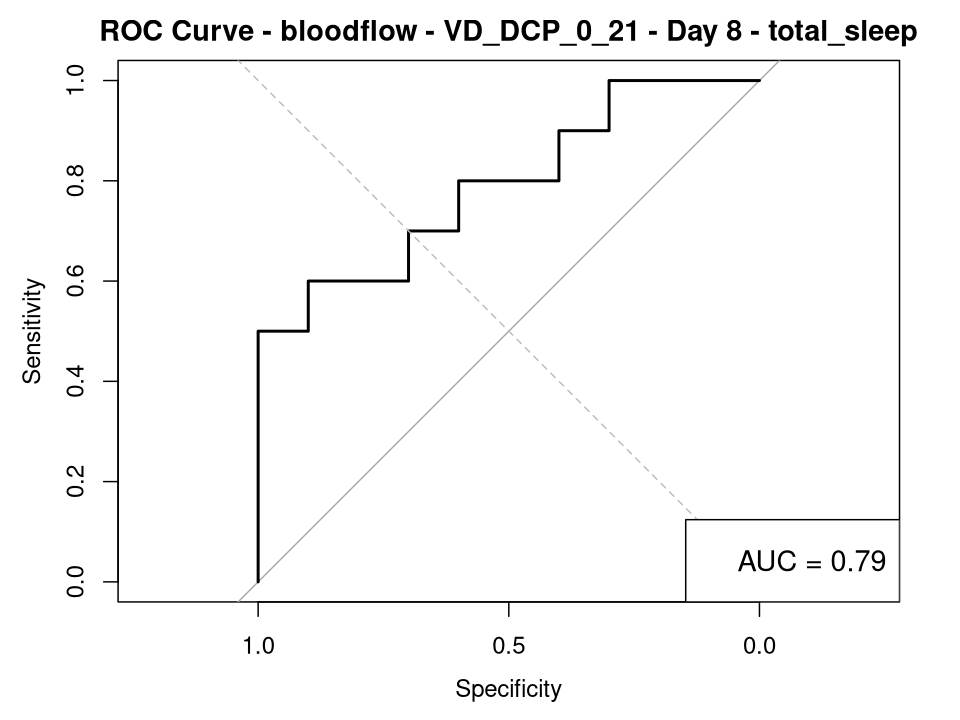 ROC Curve - bloodflow - VD_DCP_0_21 - Day 8 - total_sleep
1.0
0.8
0.6
0.4
0.2
0.0
Sensitivity
AUC = 0.79
1.0 0.5 0.0
Specificity